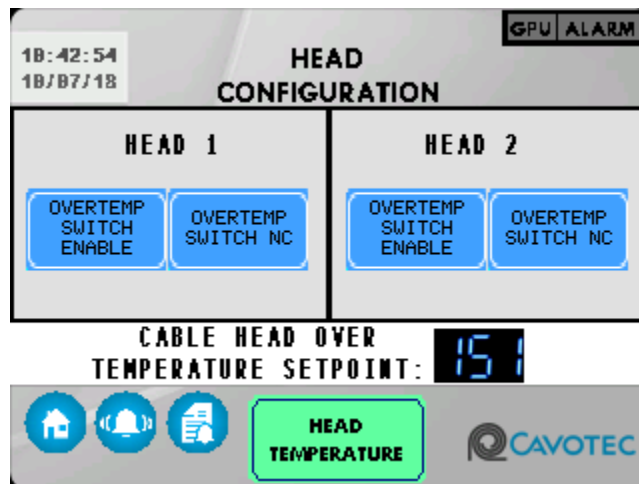 GPU ALARM
10:42:54
10/07/18
HEAD
CONFIGURATION
HEAD 1
HEAD 2
OVERTEMP
SWITCH
ENABLE
OVERTEMP
SWITCH NC
OVERTEMP
SWITCH
ENABLE
OVERTEMP
SWITCH NC
CABLE HEAD OVER
TEMPERATURE SETPOINT: 151
HEAD
TEMPERATURE
CAVOTEC